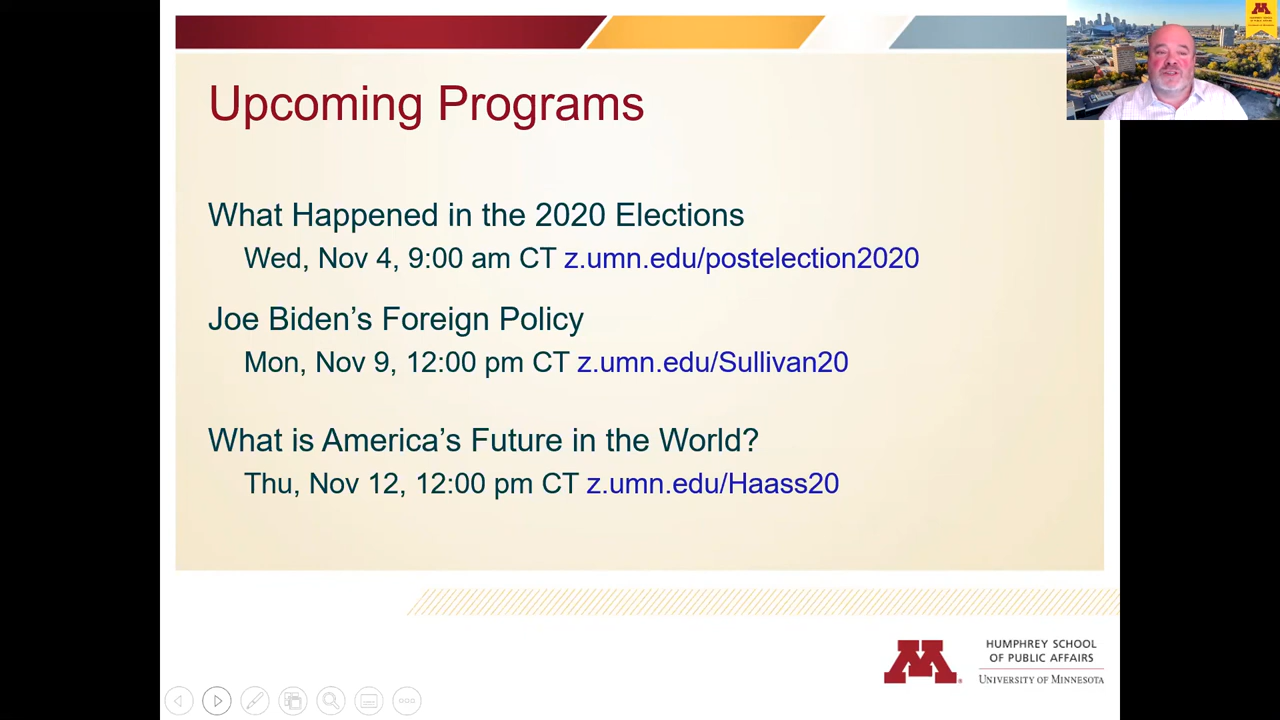 Upcoming Programs
What Happened in the 2020 Elections
Wed, Nov 4, 9:00 am CT z.umn.edu/postelection2020
Joe Biden’s Foreign Policy
Mon, Nov 9, 12:00 pm CT z.umn.edu/Sullivan20
What is America’s Future in the World?
Thu, Nov 12, 12:00 pm CT z.umn.edu/Haass20
M
HUMPHREY SCHOOL
OF PUBLIC AFFAIRS
UNIVERSITY OF MINNESOTA